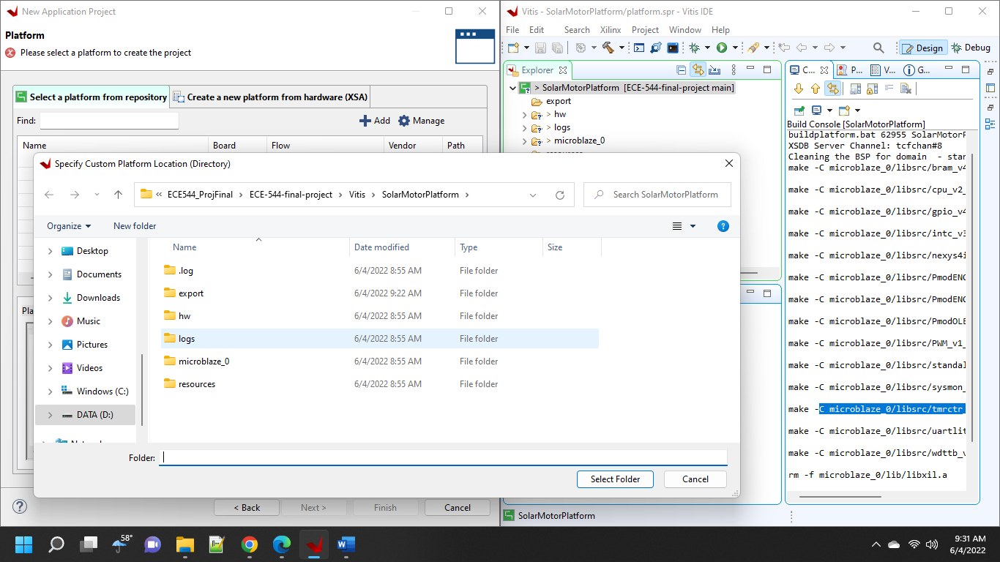 New Application Project
Platform
Please select a platform to create the project
Select a platform from repository
Create a new platform from hardware (XSA)
Find:
Add
Manage
Name
Board
Flow
Vendor
Path
< Back
Next >
Finish
Cancel
Vitis - SolarMotorPlatform/platform.spr - Vitis IDE
File Edit Search Xilinx Project Window Help
Design
Debug
Explorer
> SolarMotorPlatform [ECE-544-final-project main]
export
> hw
> logs
> microblaze_0
C...
P...
V...
G...
Build Console [SolarMotorPlatform]
buildplatform.bat 62955 SolarMotorP
XSDB Server Channel: tcfchan#8
Cleaning the BSP for domain - stan
make -C microblaze_0/libsrc/bram_v4
make -C microblaze_0/libsrc/cpu_v2_
make -C microblaze_0/libsrc/gpio_v4
make -C microblaze_0/libsrc/intc_v3
make -C microblaze_0/libsrc/nexys4i
make -C microblaze_0/libsrc/PmodENC
make -C microblaze_0/libsrc/PmodENC
make -C microblaze_0/libsrc/PmodOLE
make -C microblaze_0/libsrc/PWM_v1_
make -C microblaze_0/libsrc/standal
make -C microblaze_0/libsrc/sysmon_
make -C microblaze_0/libsrc/tmrctr
make -C microblaze_0/libsrc/uartlit
make -C microblaze_0/libsrc/wdttb_v
rm -f microblaze_0/lib/libxil.a
SolarMotorPlatform
Specify Custom Platform Location (Directory)
« ECE544_ProjFinal > ECE-544-final-project > Vitis > SolarMotorPlatform >
Search SolarMotorPlatform
Organize
New folder
Desktop
Documents
Downloads
Music
Pictures
Videos
Windows (C:)
DATA (D:)
Name Date modified Type Size
.log 6/4/2022 8:55 AM File folder
export 6/4/2022 9:22 AM File folder
hw 6/4/2022 8:55 AM File folder
logs 6/4/2022 8:55 AM File folder
microblaze_0 6/4/2022 8:55 AM File folder
resources 6/4/2022 8:55 AM File folder
Folder:
Select Folder
Cancel
58°
9:31 AM
6/4/2022